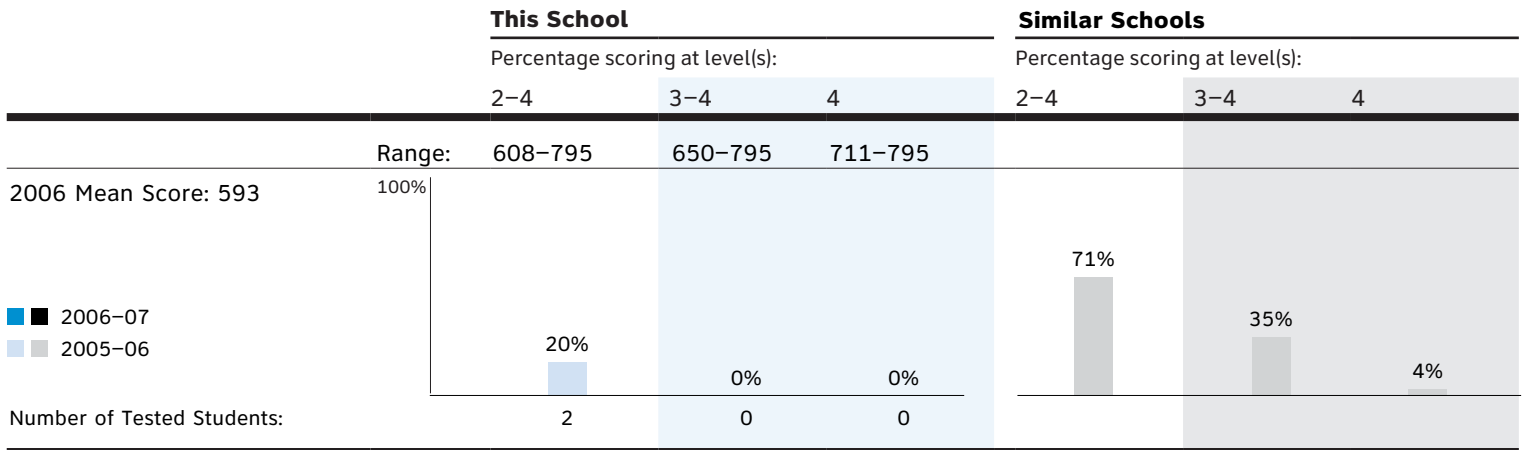 This School Similar Schools
Percentage scoring at level(s): Percentage scoring at level(s):
2–4 3–4 4 2–4 3–4 4
Range: 608–795 650–795 711–795
2006 Mean Score: 593 100%
71%
2006–07 35%
2005–06 20%
0% 0% 4%
Number of Tested Students: 2 0 0